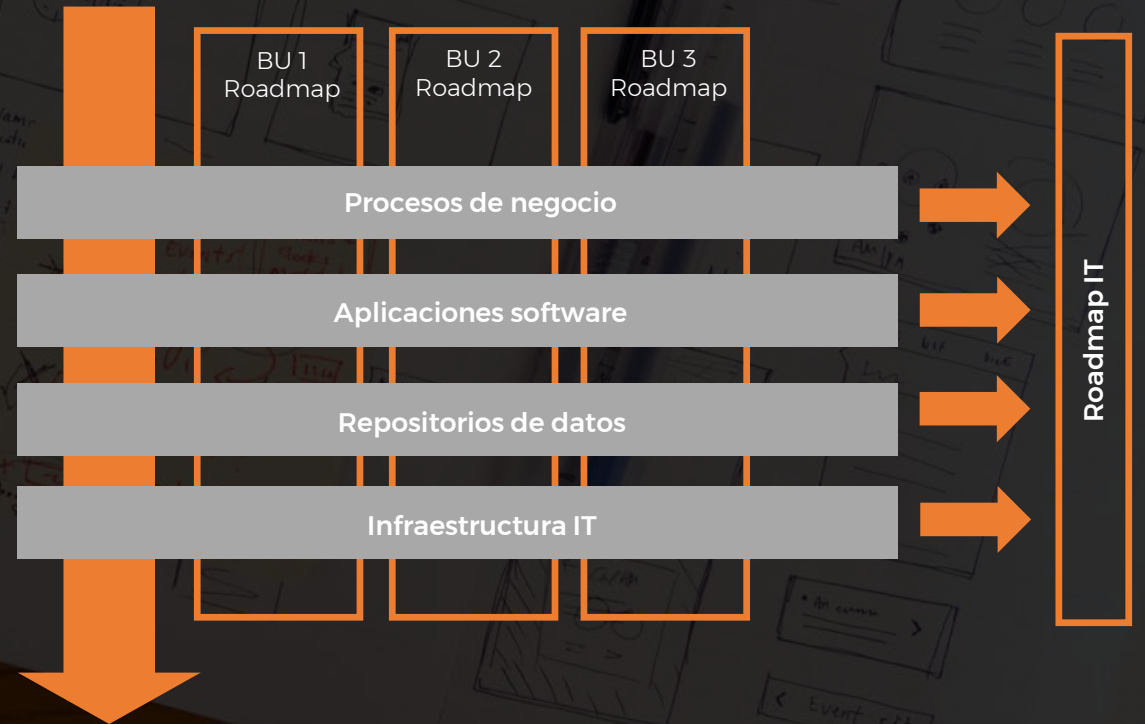 BU 1
Roadmap
BU 2
Roadmap
BU 3
Roadmap
Procesos de negocio
Aplicaciones software
Repositorios de datos
Infraestructura IT
Roadmap IT
Events